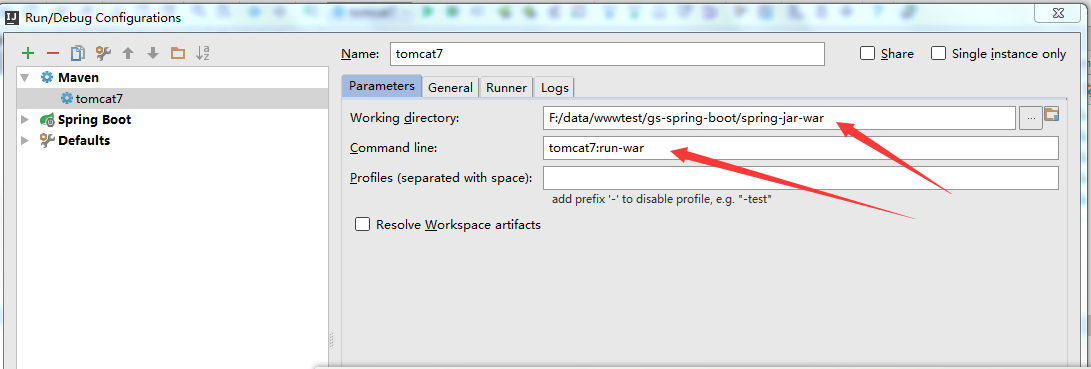 Run/Debug Configurations
tomcat7
Name: tomcat7
Share
Single instance only
Maven
tomcat7
Spring Boot
Defaults
Parameters General Runner Logs
Working directory: F:/data/wwwtest/gs-spring-boot/spring-jar-war ...
Command line: tomcat7:run-war
Profiles (separated with space):
add prefix '-' to disable profile, e.g. "-test"
Resolve Workspace artifacts